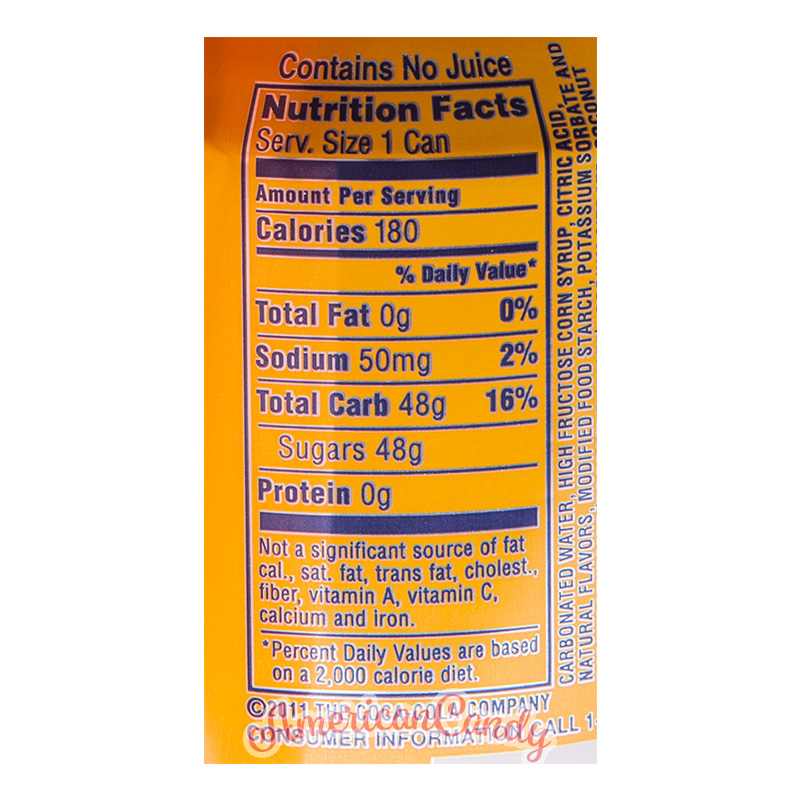 Contains No Juice
Nutrition Facts
Serv. Size 1 Can
Amount Per Serving
Calories 180
% Daily Value*
Total Fat 0g 0%
Sodium 50mg 2%
Total Carb 48g 16%
Sugars 48g
Protein 0g
Not a significant source of fat
cal., sat. fat, trans fat, cholest.,
fiber, vitamin A, vitamin C,
calcium and iron.
*Percent Daily Values are based
on a 2,000 calorie diet.
©2011 THE COCA-COLA COMPANY
CONSUMER INFORMATION CALL 1-
AmericanCandy
CARBONATED WATER, HIGH FRUCTOSE CORN SYRUP, CITRIC ACID,
NATURAL FLAVORS, MODIFIED FOOD STARCH, POTASSIUM SORBATE AND
COCONUT